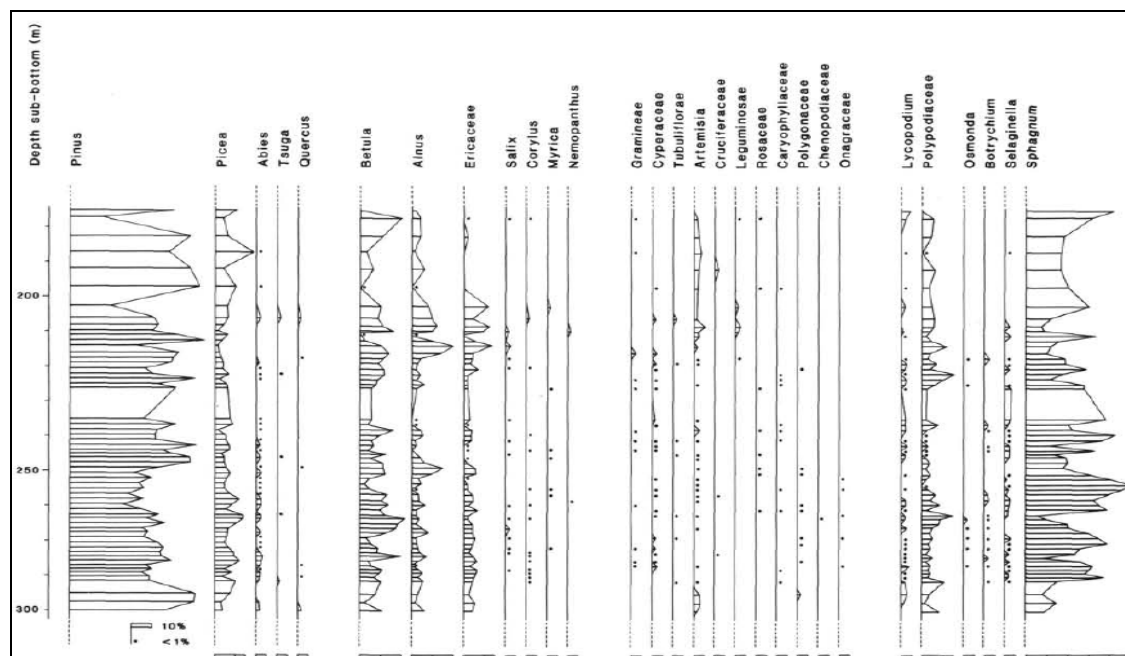 Depth sub-bottom (m)
Pinus
Picea
Abies
Tsuga
Quercus
Betula
Alnus
Ericaceae
Salix
Corylus
Myrica
Nemopanthus
Gramineae
Cyperaceae
Tubuliflorae
Artemisia
Cruciferaceae
Leguminosae
Rosaceae
Caryophyllaceae
Polygonaceae
Chenopodiaceae
Onagraceae
Lycopodium
Polypodiaceae
Osmonda
Botrychium
Selaginella
Sphagnum
200
250
300
10%
<1%